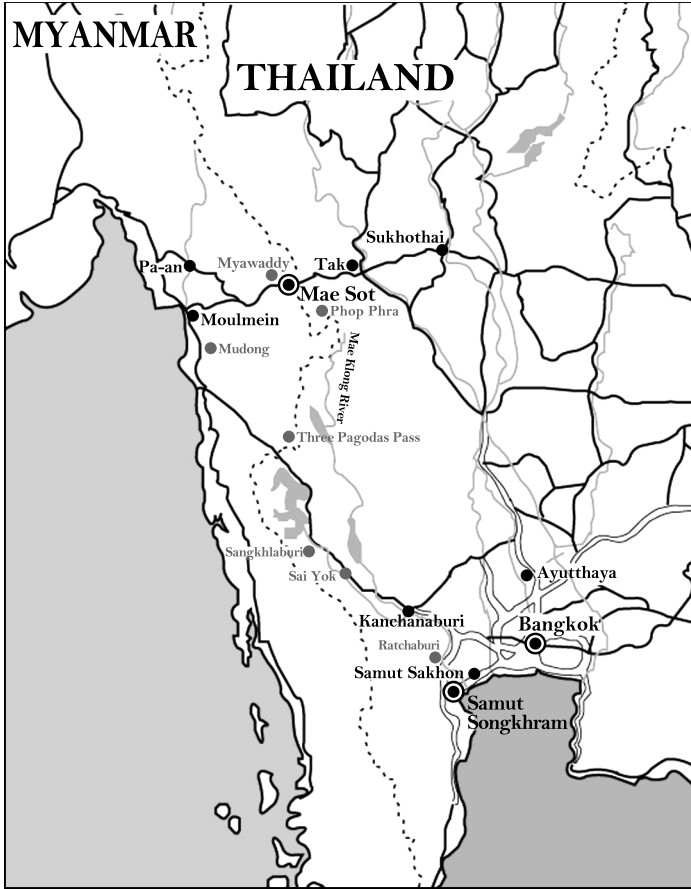 MYANMAR
THAILAND
Sukhothai
Pa-an
Myawaddy
Tak
Mae Sot
Phop Phra
Moulmein
Mudong
Mae Klong River
Three Pagodas Pass
Sangkhlaburi
Sai Yok
Ayutthaya
Kanchanaburi
Bangkok
Ratchaburi
Samut Sakhon
Samut
Songkhram